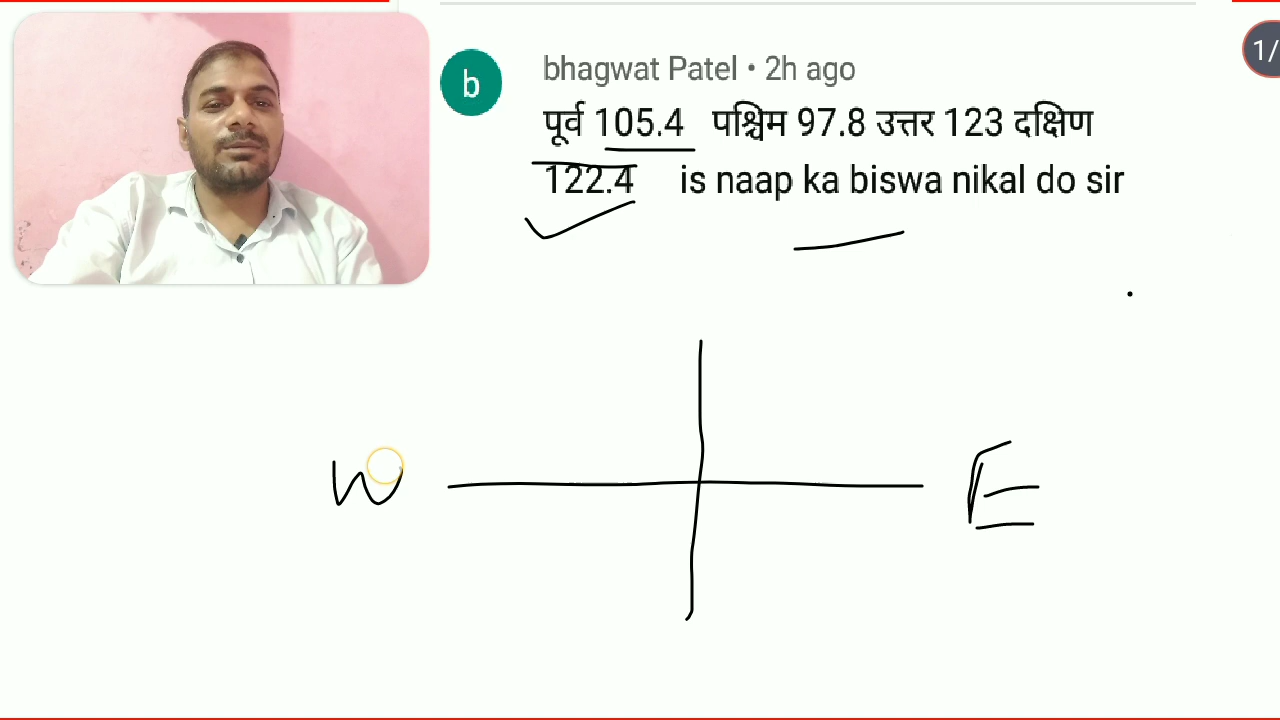 b
bhagwat Patel • 2h ago
1/
पूर्व 105.4 पश्चिम 97.8 उत्तर 123 दक्षिण
122.4 is naap ka biswa nikal do sir
W
E